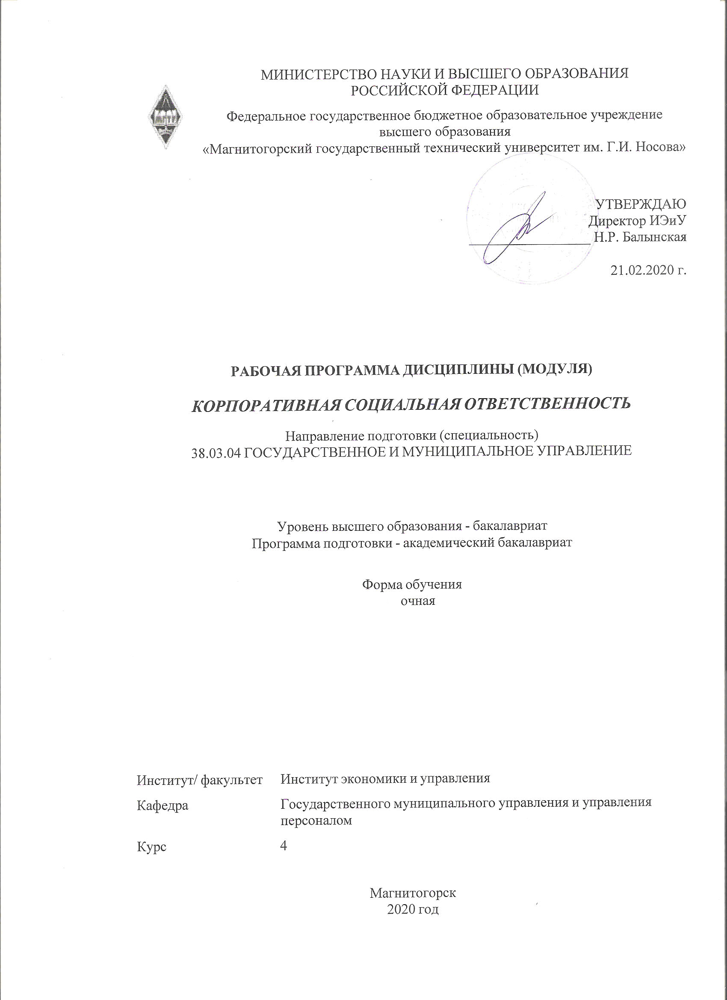 МИНИСТЕРСТВО НАУКИ И ВЫСШЕГО ОБРАЗОВАНИЯ
РОССИЙСКОЙ ФЕДЕРАЦИИ
Федеральное государственное бюджетное образовательное учреждение
высшего образования
«Магнитогорский государственный технический университет им. Г.И. Носова»
УТВЕРЖДАЮ
Директор ИЭиУ
Н.Р. Балынская
21.02.2020 г.
РАБОЧАЯ ПРОГРАММА ДИСЦИПЛИНЫ (МОДУЛЯ)
КОРПОРАТИВНАЯ СОЦИАЛЬНАЯ ОТВЕТСТВЕННОСТЬ
Направление подготовки (специальность)
38.03.04 ГОСУДАРСТВЕННОЕ И МУНИЦИПАЛЬНОЕ УПРАВЛЕНИЕ
Уровень высшего образования - бакалавриат
Программа подготовки - академический бакалавриат
Форма обучения
очная
Институт/ факультет Институт экономики и управления
Кафедра Государственного муниципального управления и управления
персоналом
Курс 4
Магнитогорск
2020 год